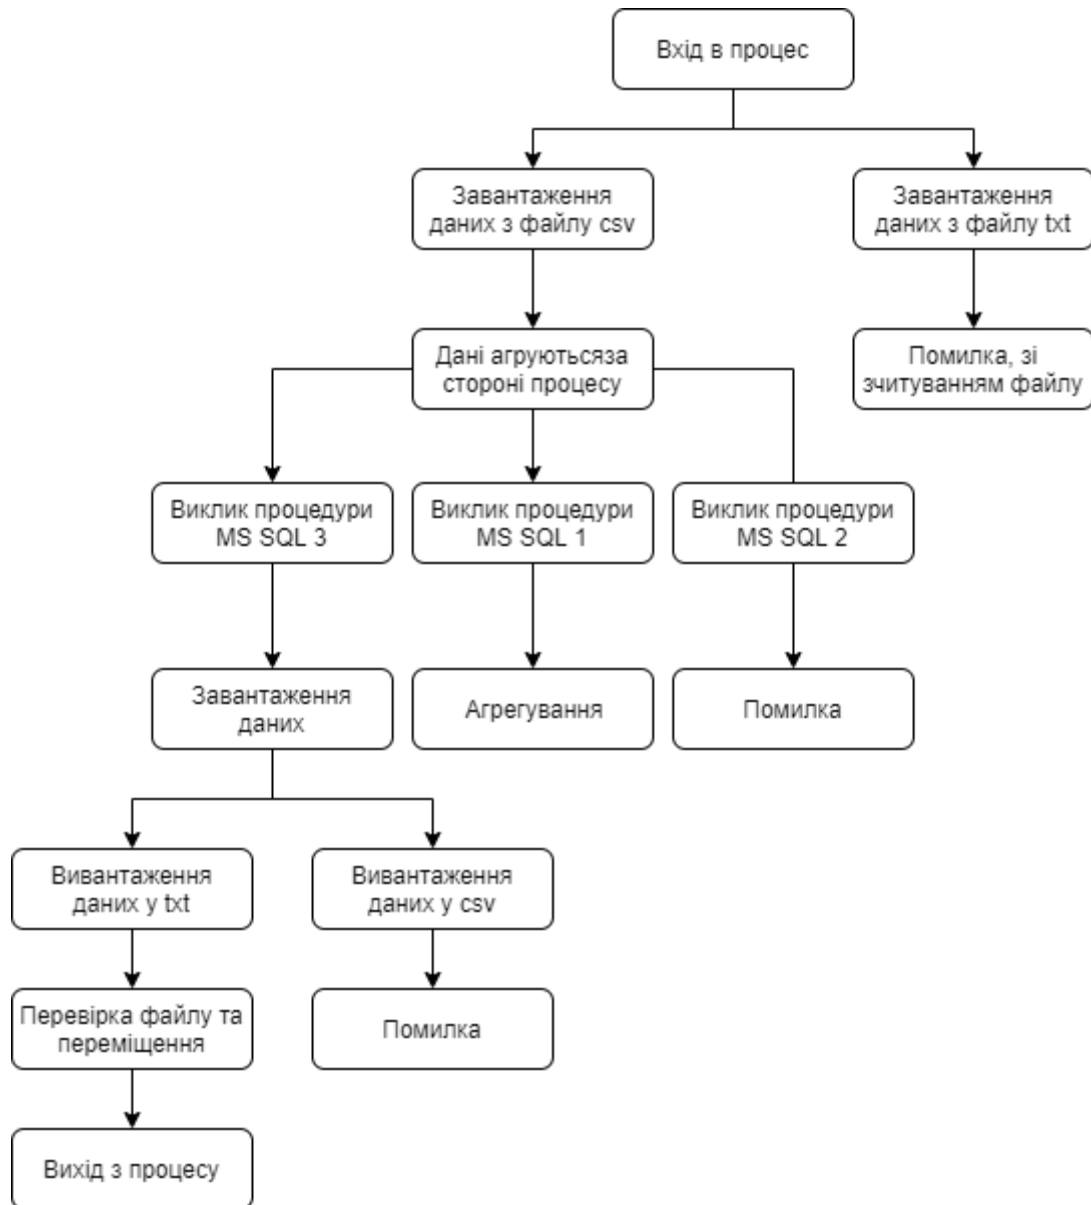 Вхід в процес
Завантаження
даних з файлу csv
Завантаження
даних з файлу txt
Дані агруютьсяза
стороні процесу
Помилка, зі
зчитуванням файлу
Виклик процедури
MS SQL 3
Виклик процедури
MS SQL 1
Виклик процедури
MS SQL 2
Завантаження
даних
Агрегування
Помилка
Вивантаження
даних у txt
Вивантаження
даних у csv
Перевірка файлу та
переміщення
Помилка
Вихід з процесу